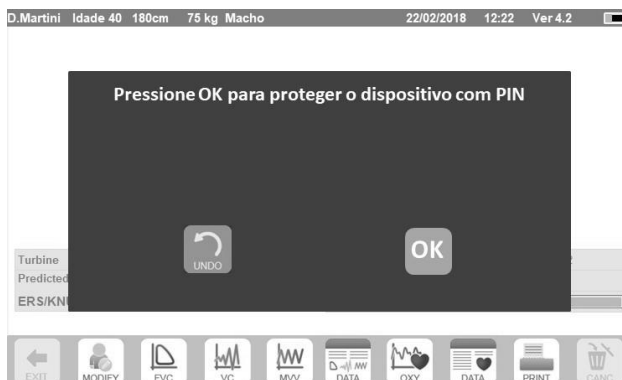 D.Martini Idade 40 180cm 75 kg Macho 22/02/2018 12:22 Ver 4.2
Pressione OK para proteger o dispositivo com PIN
UNDO
OK
Turbine
Predicted
ERS/KNU
EXIT MODIFY FVC VC MVV DATA OXY DATA PRINT CANC